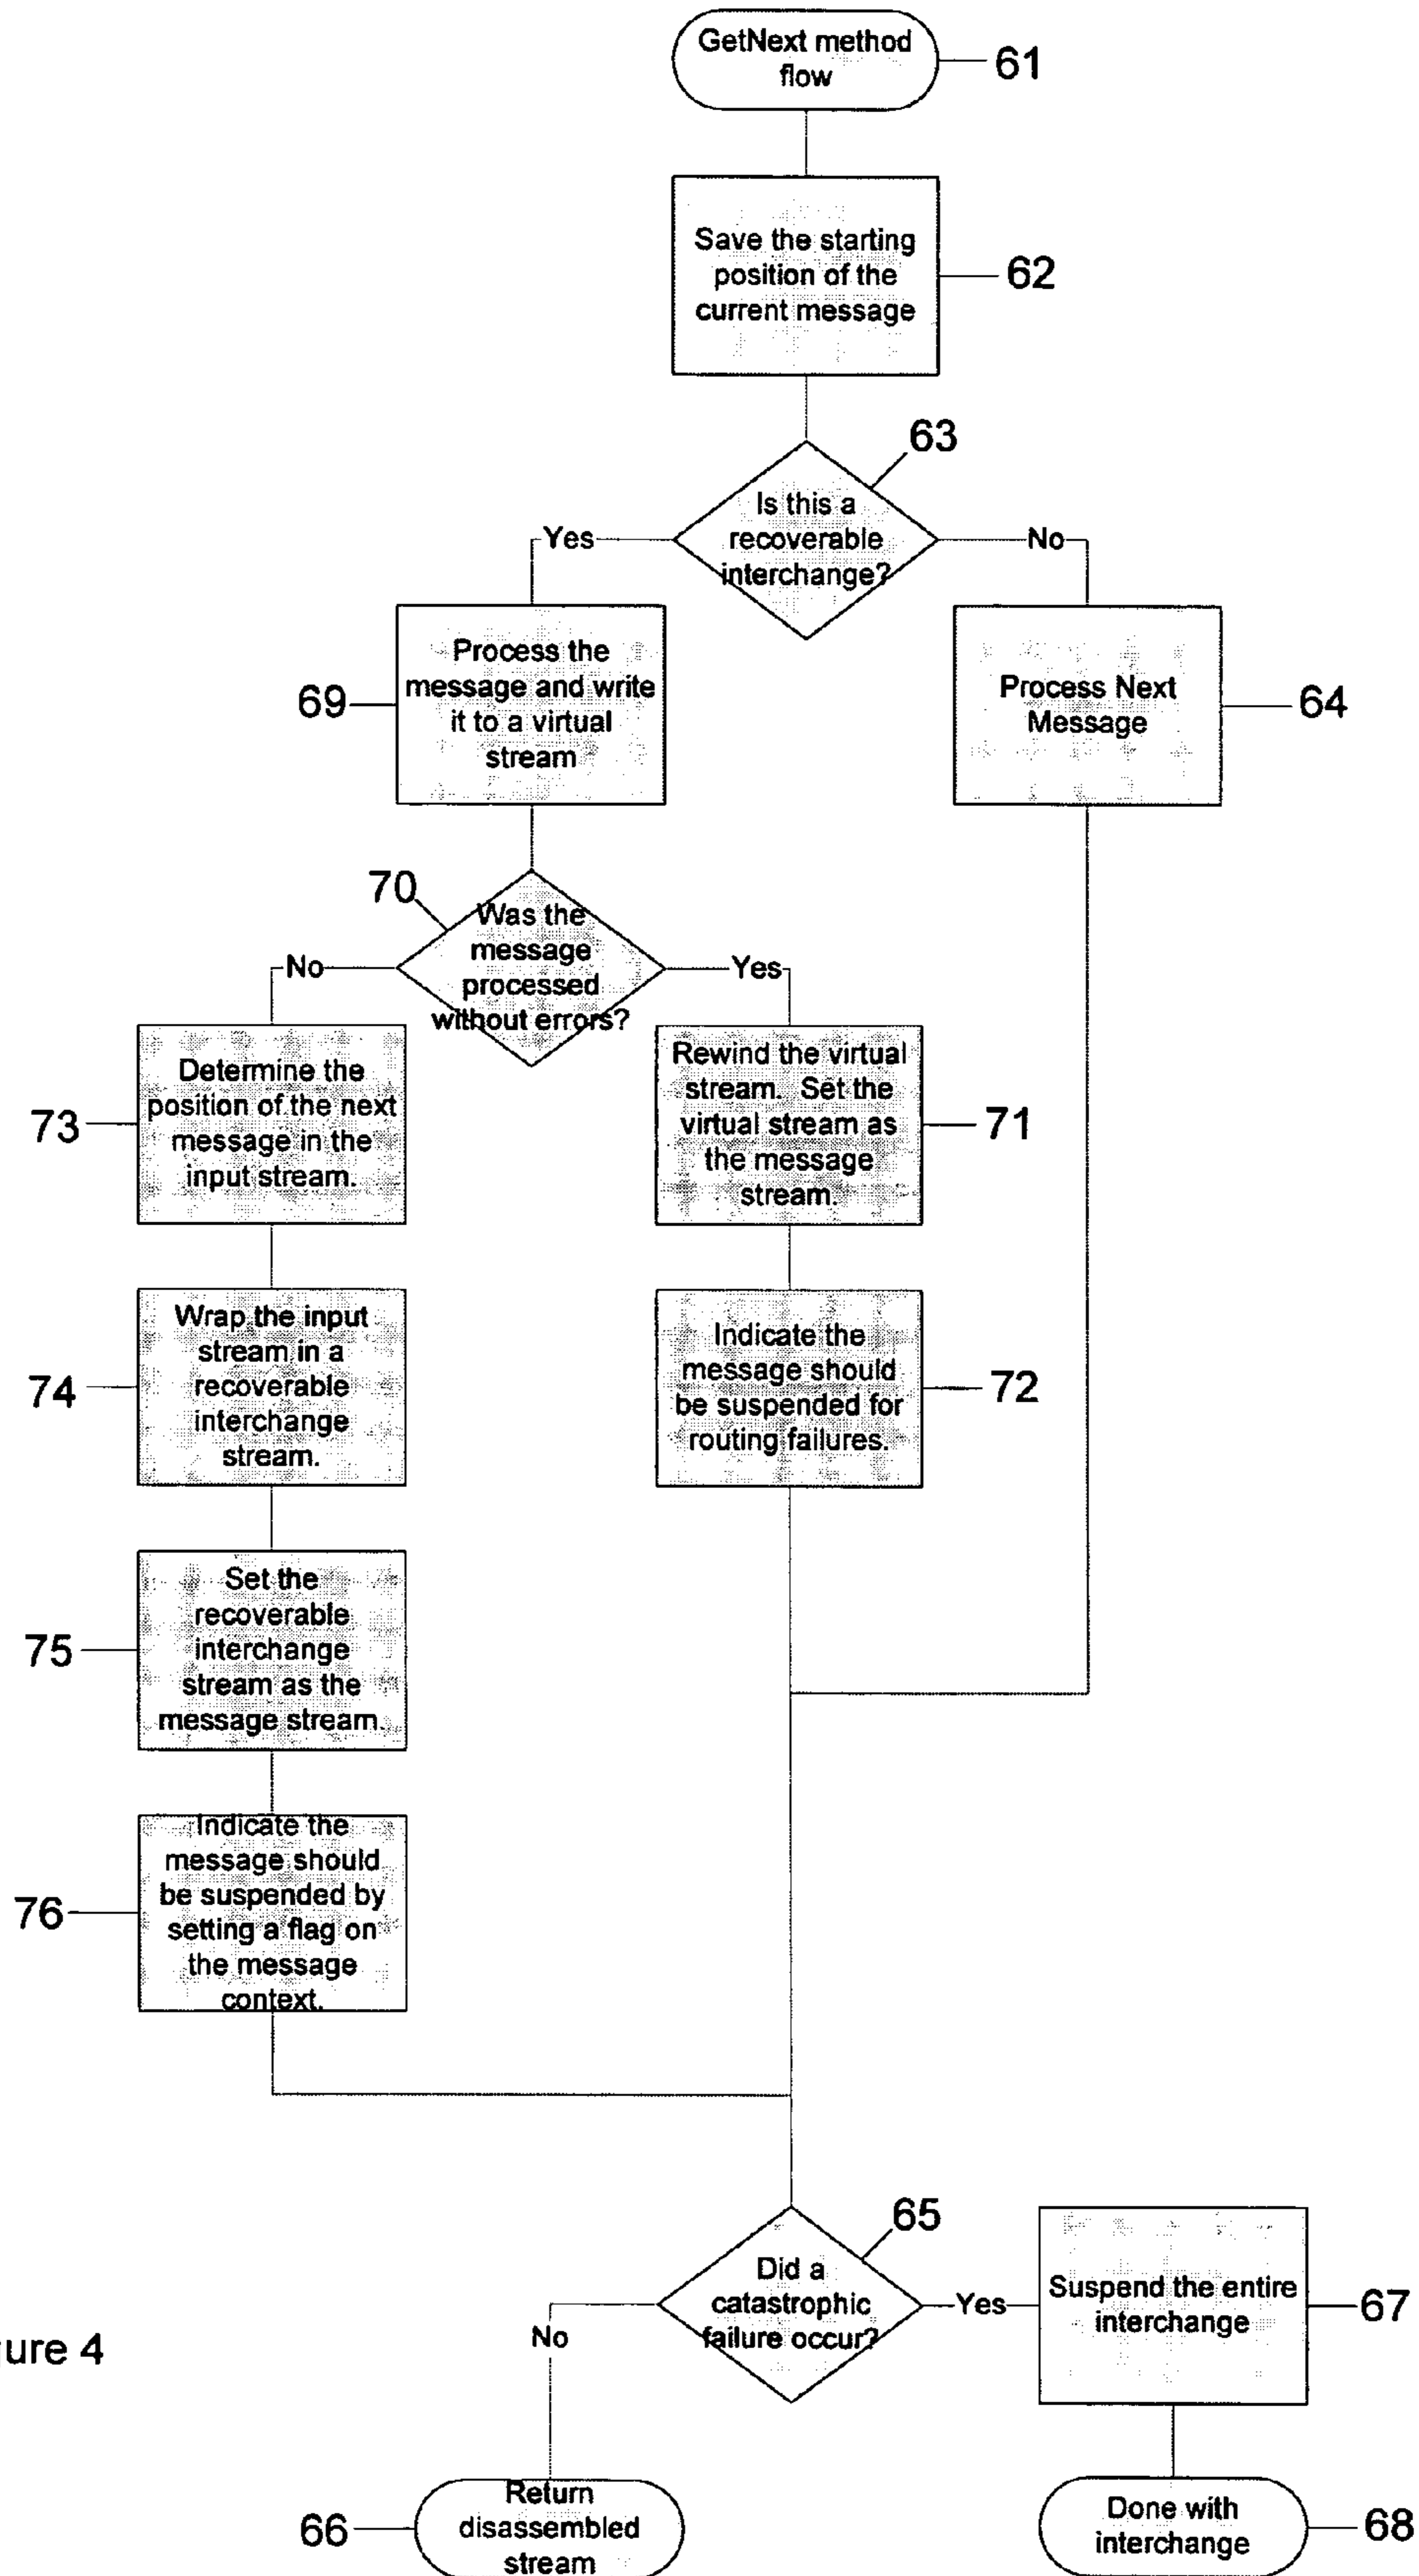 GetNext method
flow
61
Save the starting
position of the
current message
62
63
Is this a
recoverable
interchange?
Yes
No
Process the
message and write
it to a virtual
stream
69
Process Next
Message
64
70
Was the
message
processed
without errors?
No
Yes
Determine the
position of the next
message in the
input stream.
73
Rewind the virtual
stream. Set the
virtual stream as
the message
stream.
71
Wrap the input
stream in a
recoverable
interchange
stream.
74
Indicate the
message should
be suspended for
routing failures.
72
Set the
recoverable
interchange
stream as the
message stream.
75
Indicate the
message should
be suspended by
setting a flag on
the message
context.
76
65
Did a
catastrophic
failure occur?
No
Yes
Suspend the entire
interchange
67
ure 4
Return
disassembled
stream
66
Done with
interchange
68